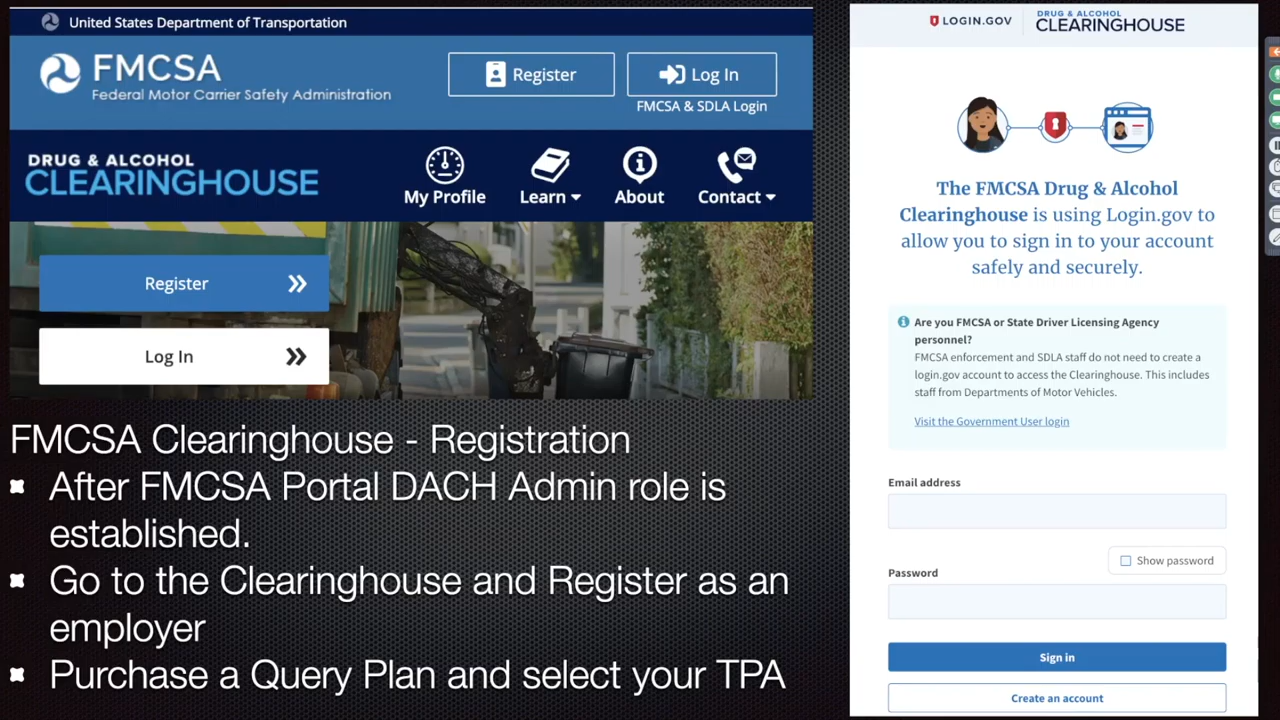 United States Department of Transportation
FMCSA
Federal Motor Carrier Safety Administration
Register
Log In
FMCSA & SDLA Login
DRUG & ALCOHOL
CLEARINGHOUSE
My Profile
Learn
About
Contact
Register
Log In
FMCSA Clearinghouse - Registration
After FMCSA Portal DACH Admin role is
established.
Go to the Clearinghouse and Register as an
employer
Purchase a Query Plan and select your TPA
LOGIN.GOV
DRUG & ALCOHOL
CLEARINGHOUSE
The FMCSA Drug & Alcohol
Clearinghouse is using Login.gov to
allow you to sign in to your account
safely and securely.
Are you FMCSA or State Driver Licensing Agency
personnel?
FMCSA enforcement and SDLA staff do not need to create a
login.gov account to access the Clearinghouse. This includes
staff from Departments of Motor Vehicles.
Visit the Government User login
Email address
Show password
Password
Sign in
Create an account